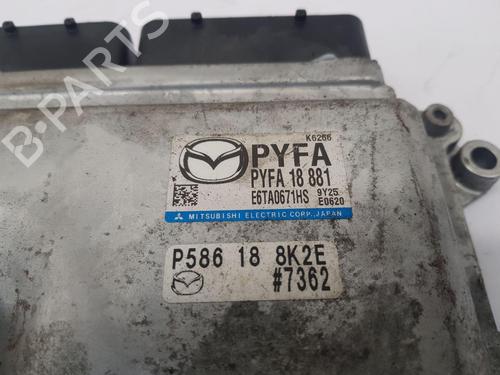 K6266
PYFA
PYFA 18 881
E6TA0671HS 9Y25
E0620
MITSUBISHI ELECTRIC CORP., JAPAN
P586 18 8K2E
#7362
B-PARTS